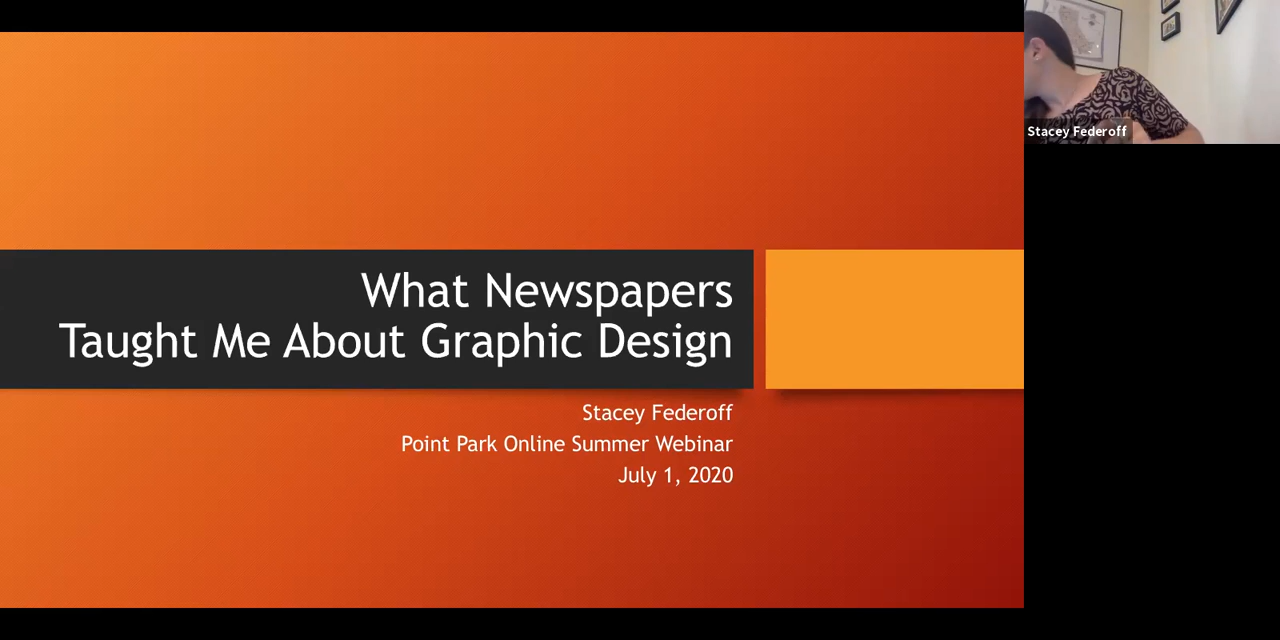 What Newspapers
Taught Me About Graphic Design
Stacey Federoff
Point Park Online Summer Webinar
July 1, 2020
Stacey Federoff